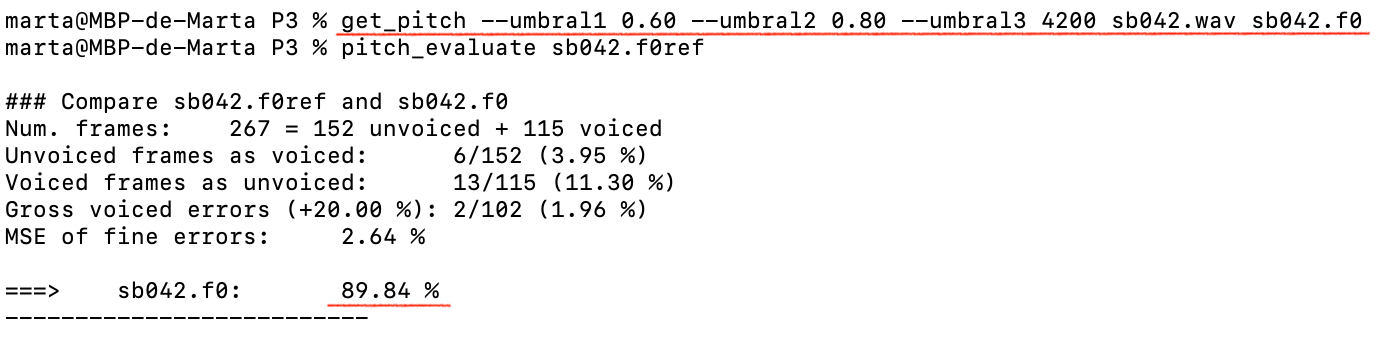 marta@MBP-de-Marta P3 % get_pitch --umbral1 0.60 --umbral2 0.80 --umbral3 4200 sb042.wav sb042.f0
marta@MBP-de-Marta P3 % pitch_evaluate sb042.f0ref
### Compare sb042.f0ref and sb042.f0
Num. frames:    267 = 152 unvoiced + 115 voiced
Unvoiced frames as voiced:      6/152 (3.95 %)
Voiced frames as unvoiced:      13/115 (11.30 %)
Gross voiced errors (+20.00 %): 2/102 (1.96 %)
MSE of fine errors:     2.64 %
===>    sb042.f0:       89.84 %
--------------------------